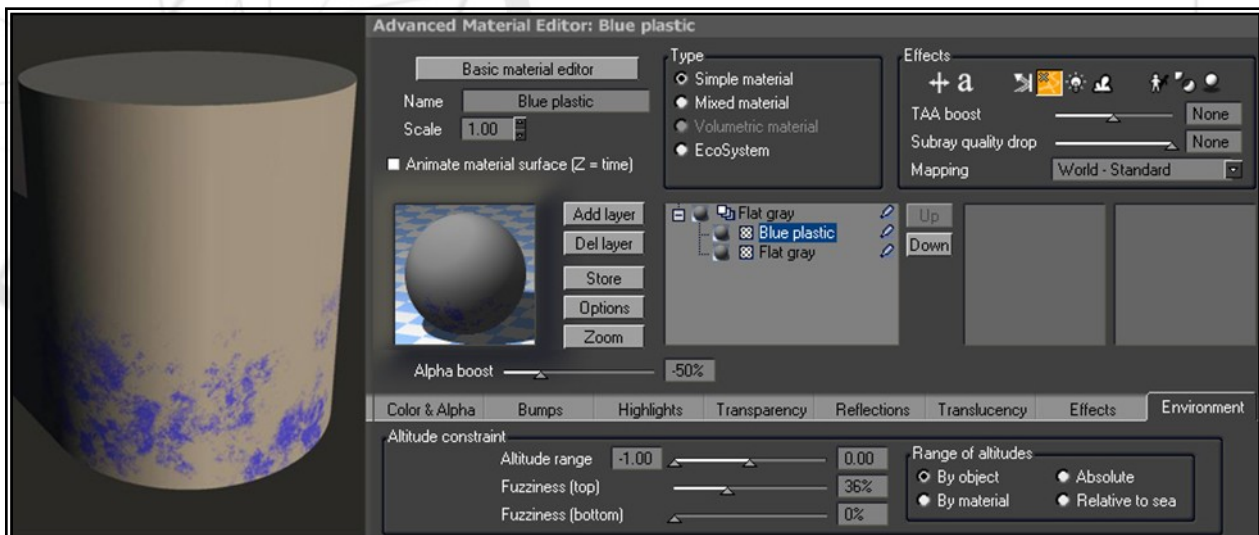 Advanced Material Editor: Blue plastic
Basic material editor
Name Blue plastic
Scale 1.00
Animate material surface (Z = time)
Type
Simple material
Mixed material
Volumetric material
EcoSystem
Effects
a
TAA boost None
Subray quality drop None
Mapping World - Standard
Add layer
Del layer
Store
Options
Zoom
Flat gray
Blue plastic
Flat gray
Up
Down
Alpha boost -50%
Color & Alpha Bumps Highlights Transparency Reflections Translucency Effects Environment
Altitude constraint
Altitude range -1.00 0.00
Fuzziness (top) 36%
Fuzziness (bottom) 0%
Range of altitudes
By object Absolute
By material Relative to sea